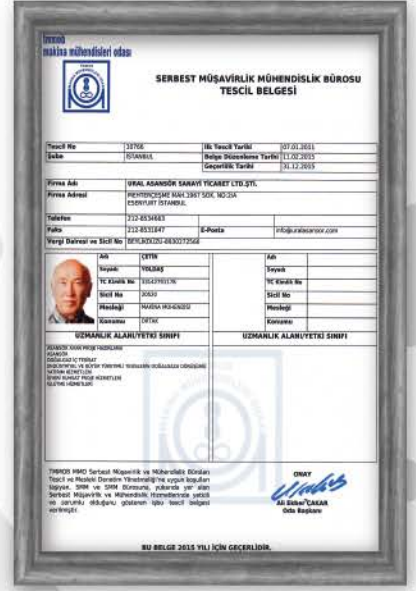 tmmob
makina mühendisleri odası
SERBEST MÜŞAVİRLİK MÜHENDİSLİK BÜROSU
TESCİL BELGESİ
Tescil No 10766 İlk Tescil Tarihi 07.01.2011
Şube İSTANBUL Belge Düzenleme Tarihi 11.02.2015
Geçerlilik Tarihi 31.12.2015
Firma Adı URAL ASANSÖR SANAYİ TİCARET LTD.ŞTİ.
Firma Adresi MEHTERÇEŞME MAH.1967 SOK. NO:2/A
ESENYURT İSTANBUL
Telefon 212-8534663
Faks 212-8531847 E-Posta info@uralasansor.com
Vergi Dairesi ve Sicil No BEYLİKDÜZÜ-8930272566
Adı ÇETİN Adı
Soyadı YOLDAŞ Soyadı
TC Kimlik No TC Kimlik No
Sicil No 20520 Sicil No
Mesleği MAKİNA MÜHENDİSİ Mesleği
Konumu ORTAK Konumu
UZMANLIK ALANI/YETKİ SINIFI UZMANLIK ALANI/YETKİ SINIFI
ASANSÖR
TMMOB MMO Serbest Müşavirlik ve Mühendislik Büroları
Tescil ve Mesleki Denetim Yönetmeliği'ne uygun koşulları
taşıyan, SMM ve SMM Bürosuna, yukarıda yer alan
Serbest Müşavirlik ve Mühendislik Hizmetlerinde yetkili
ve sorumlu olduğunu gösteren işbu tescil belgesi
verilmiştir.
ONAY
Ali Ekber ÇAKAR
Oda Başkanı
BU BELGE 2015 YILI İÇİN GEÇERLİDİR.